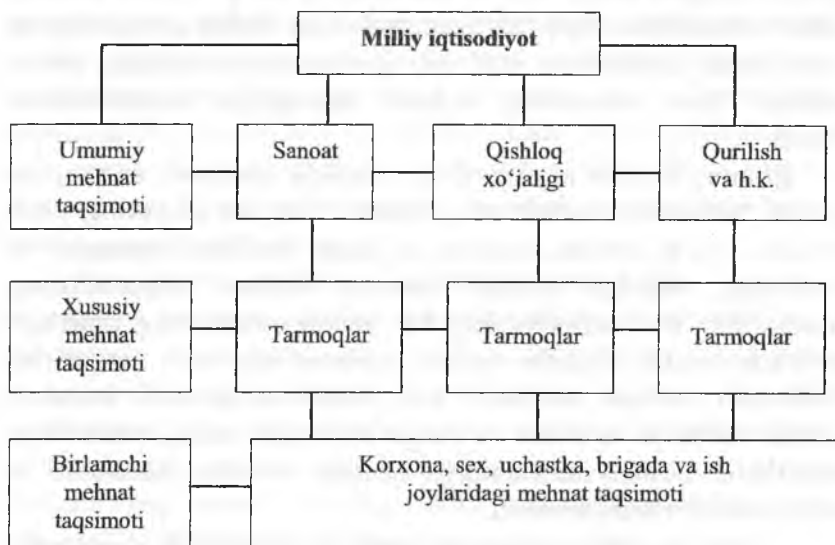 Milliy iqtisodiyot
Umumiy
mehnat
taqsimoti
Sanoat
Qishloq
xo‘jaligi
Qurilish
va h.k.
Xususiy
mehnat
taqsimoti
Tarmoqlar
Tarmoqlar
Tarmoqlar
Birlamchi
mehnat
taqsimoti
Korxona, sex, uchastka, brigada va ish
joylaridagi mehnat taqsimoti